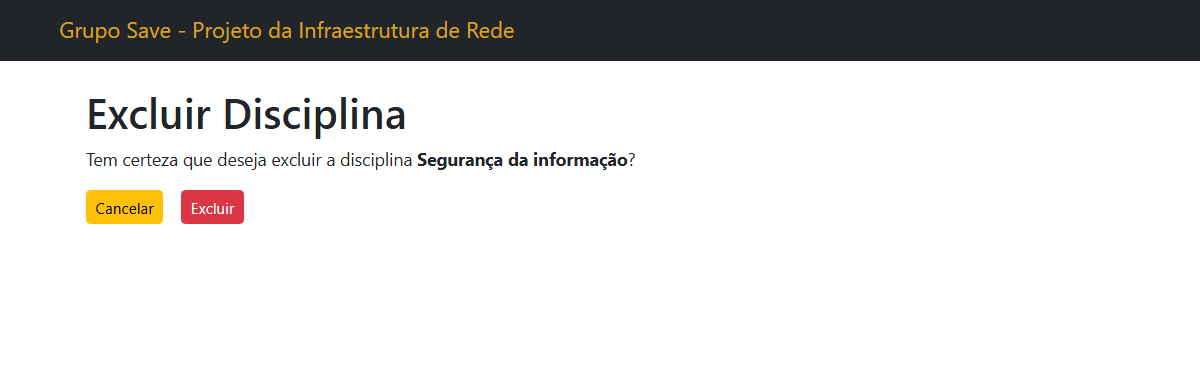 Grupo Save - Projeto da Infraestrutura de Rede
Excluir Disciplina
Tem certeza que deseja excluir a disciplina Segurança da informação?
Cancelar Excluir